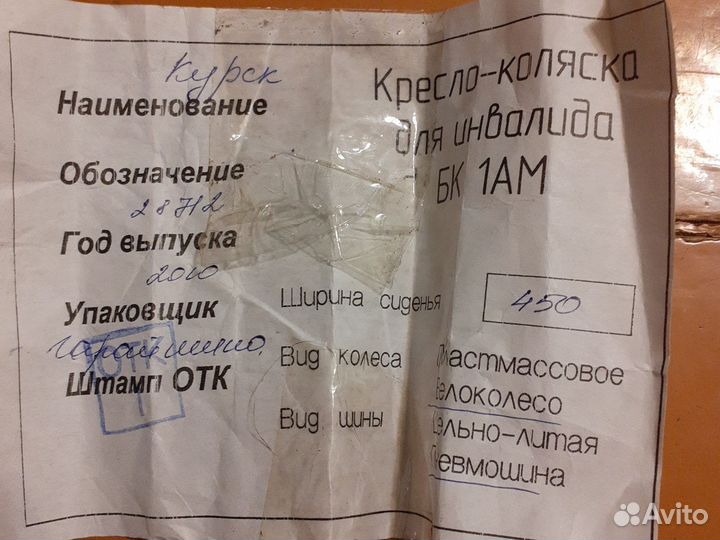 Курск
Наименование
Обозначение
28712
Год выпуска
2010
Упаковщик
Штамп ОТК
ОТК
1
Кресло-коляска
для инвалида
БК 1АМ
Ширина сиденья 450
Вид колеса Пластмассовое
Велоколесо
Вид шины Цельно-литая
Пневмошина
Avito